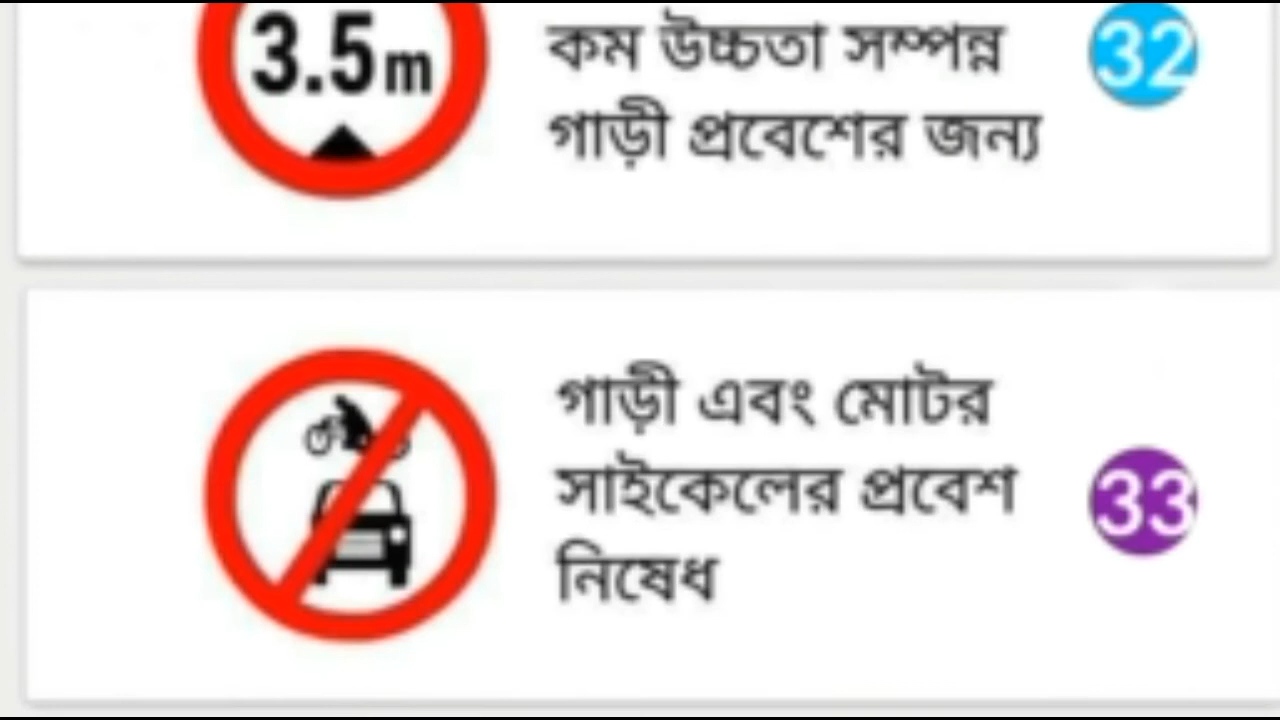 3.5m
কম উচ্চতা সম্পন্ন
গাড়ী প্রবেশের জন্য
32
গাড়ী এবং মোটর
সাইকেলের প্রবেশ
নিষেধ
33